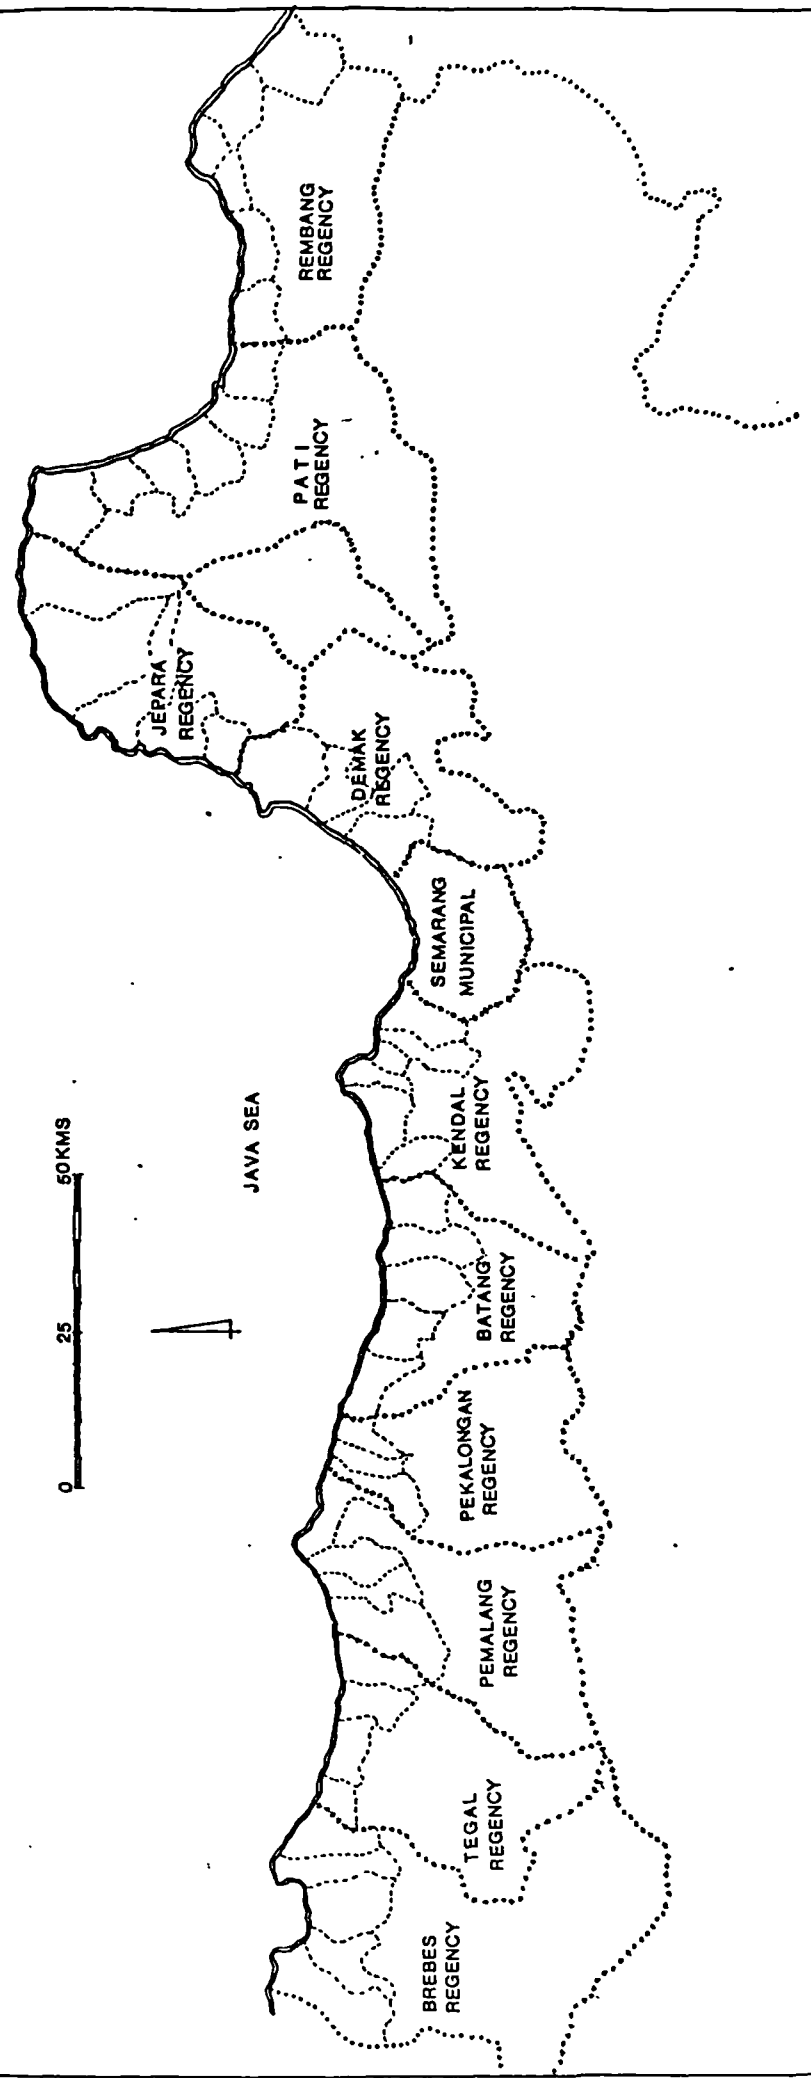 0 25 50KMS
JAVA SEA
BREBES
REGENCY
TEGAL
REGENCY
PEMALANG
REGENCY
PEKALONGAN
REGENCY
BATANG
REGENCY
KENDAL
REGENCY
SEMARANG
MUNICIPAL
DEMAK
REGENCY
JEPARA
REGENCY
PATI
REGENCY
REMBANG
REGENCY